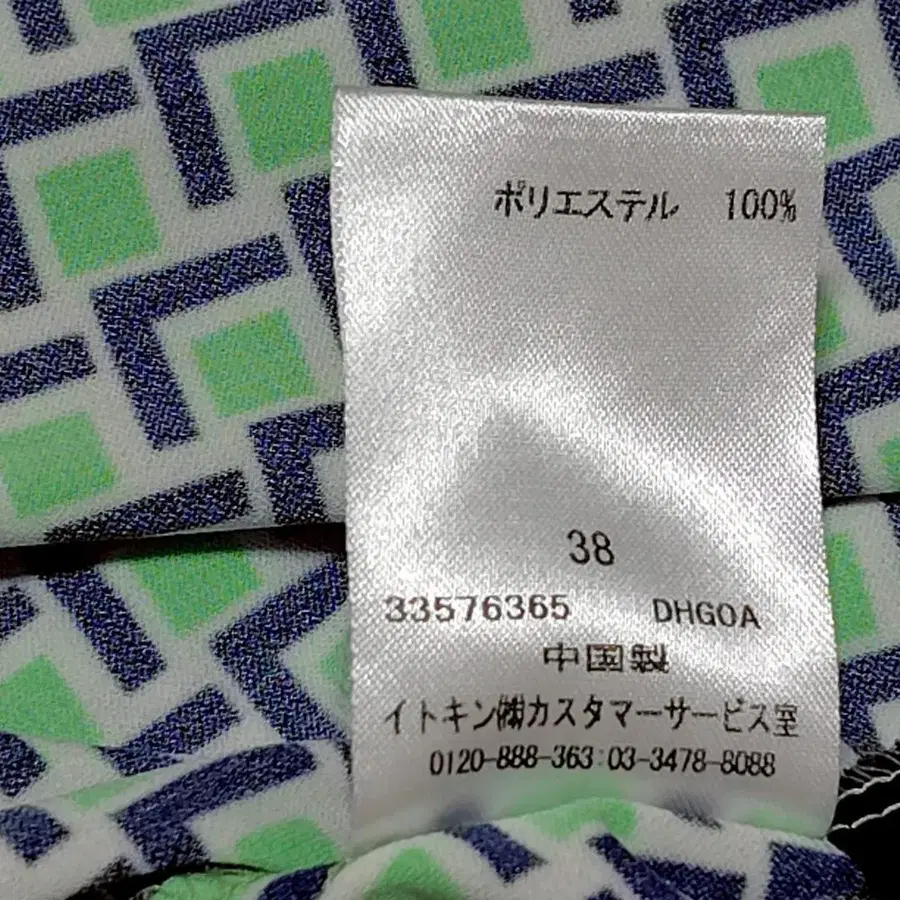 ポリエステル 100%
38
33576365 DHGOA
中国製
イトキン㈱カスタマーサービス室
0120-888-363:03-3478-8088